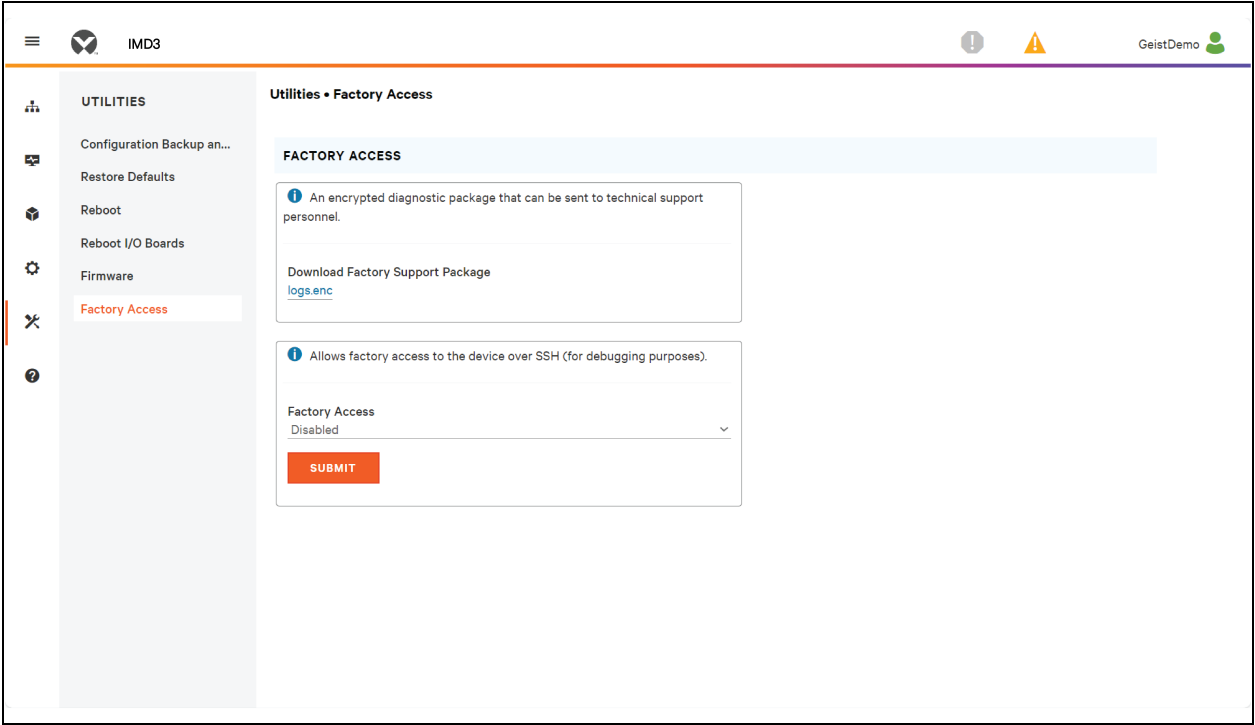 IMD3
GeistDemo
UTILITIES
Configuration Backup an...
Restore Defaults
Reboot
Reboot I/O Boards
Firmware
Factory Access
Utilities • Factory Access
FACTORY ACCESS
An encrypted diagnostic package that can be sent to technical support
personnel.
Download Factory Support Package
logs.enc
Allows factory access to the device over SSH (for debugging purposes).
Factory Access
Disabled
SUBMIT